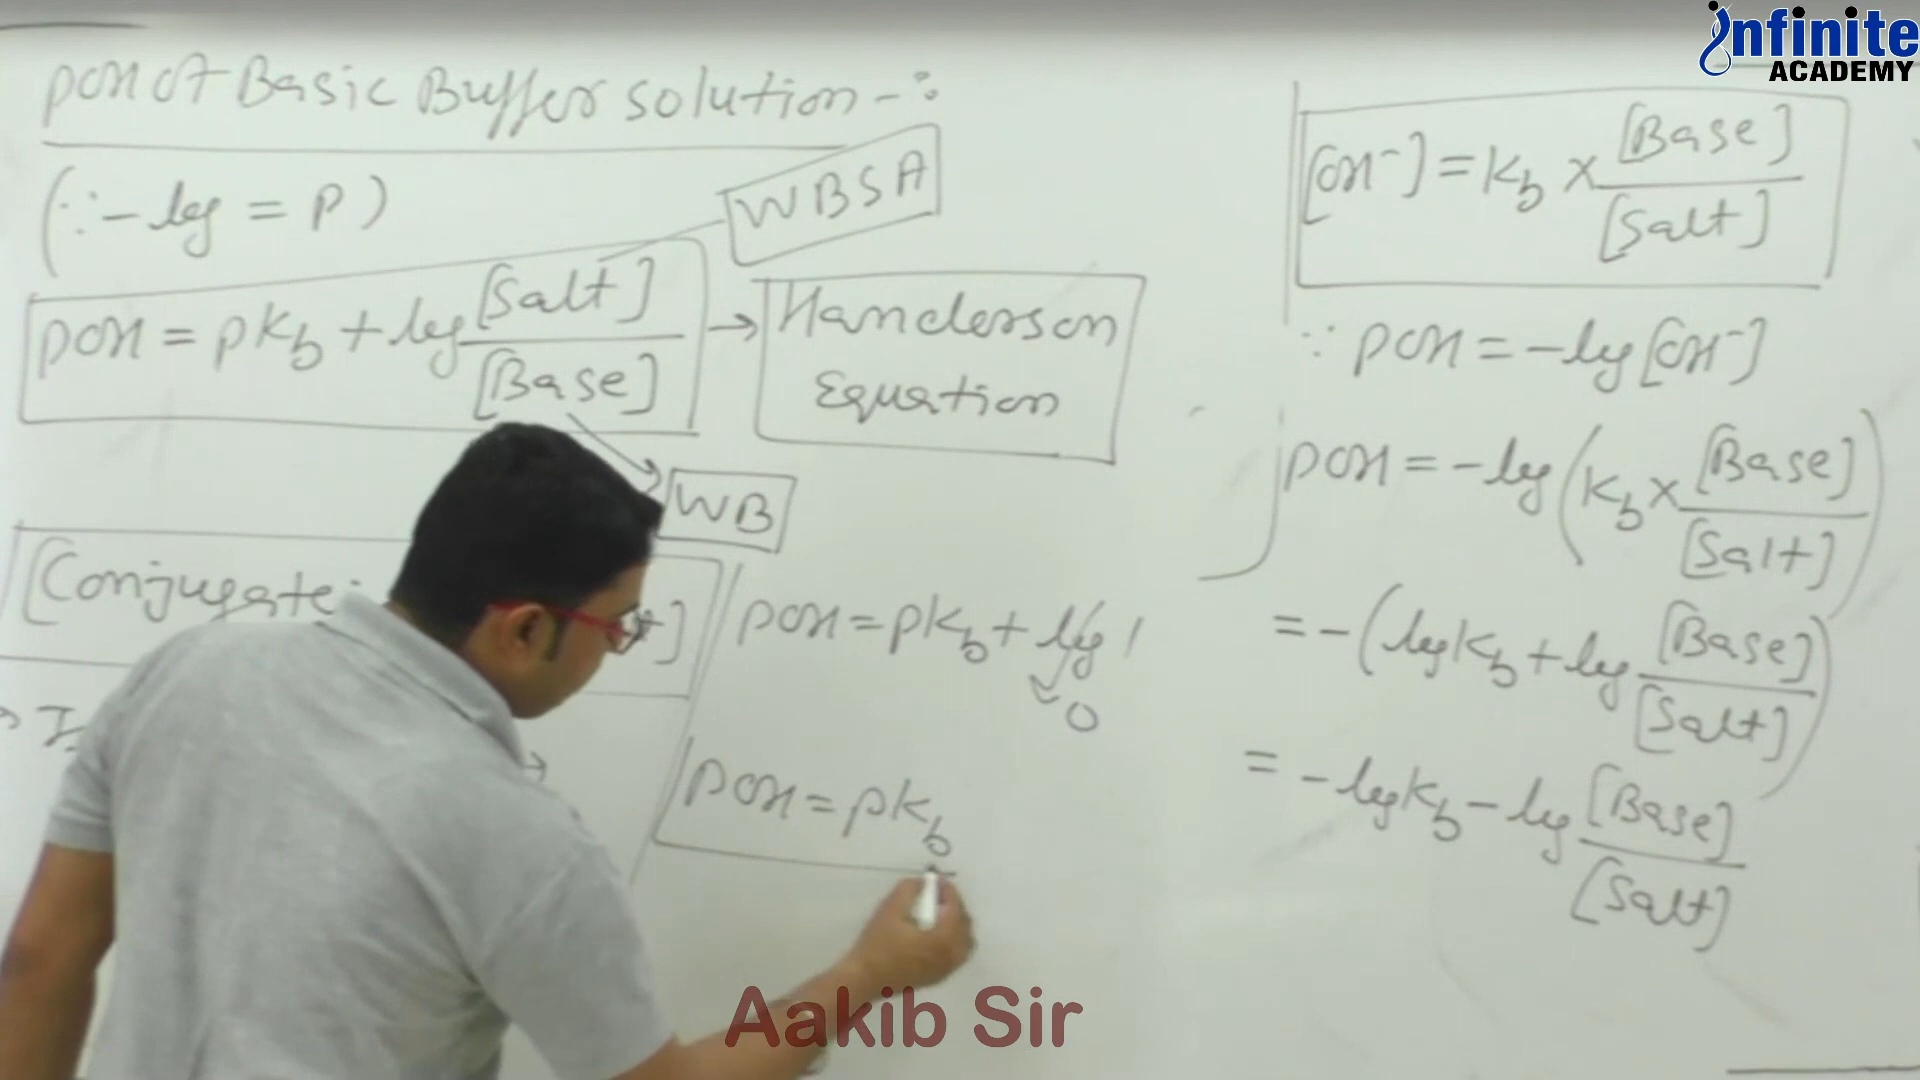 pOH of Basic Buffer solution -:
(∵ - log = P)
WBSA
pOH = pKb + log [Salt] / [Base] → Handerson Equation
WB
[Conjugate
pOH = pKb + log 1
0
pOH = pKb
[OH⁻] = Kb × [Base] / [Salt]
∵ pOH = -log [OH⁻]
pOH = -log (Kb × [Base] / [Salt])
= - (log Kb + log [Base] / [Salt])
= - log Kb - log [Base] / [Salt]
infinite
ACADEMY
Aakib Sir